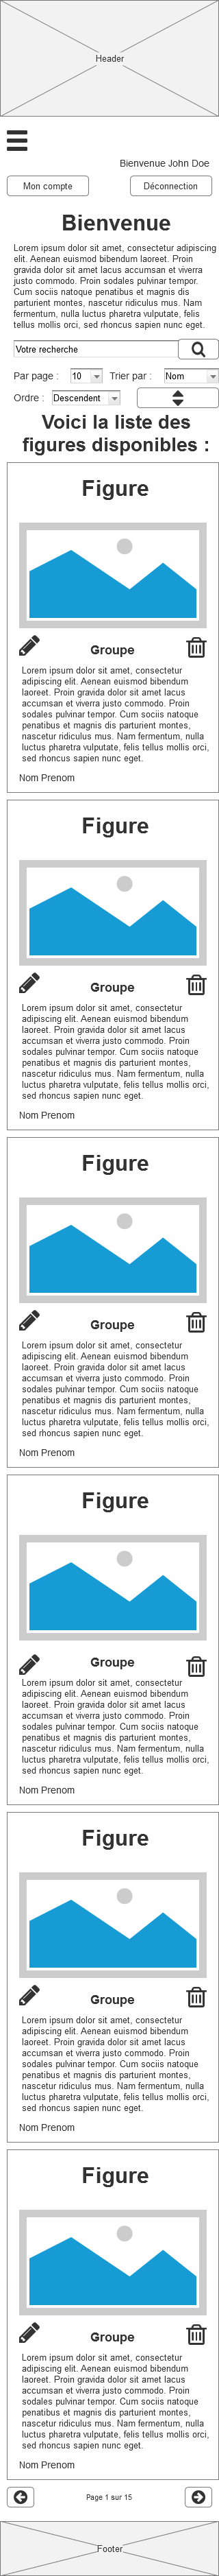 Header
Bienvenue John Doe
Mon compte
Déconnection
Bienvenue
Lorem ipsum dolor sit amet, consectetur adipiscing
elit. Aenean euismod bibendum laoreet. Proin
gravida dolor sit amet lacus accumsan et viverra
justo commodo. Proin sodales pulvinar tempor.
Cum sociis natoque penatibus et magnis dis
parturient montes, nascetur ridiculus mus. Nam
fermentum, nulla luctus pharetra vulputate, felis
tellus mollis orci, sed rhoncus sapien nunc eget.
Votre recherche
Par page : 10 Trier par : Nom
Ordre : Descendent
Voici la liste des
figures disponibles :
Figure
Groupe
Lorem ipsum dolor sit amet, consectetur
adipiscing elit. Aenean euismod bibendum
laoreet. Proin gravida dolor sit amet lacus
accumsan et viverra justo commodo. Proin
sodales pulvinar tempor. Cum sociis natoque
penatibus et magnis dis parturient montes,
nascetur ridiculus mus. Nam fermentum, nulla
luctus pharetra vulputate, felis tellus mollis orci,
sed rhoncus sapien nunc eget.
Nom Prenom
Figure
Groupe
Lorem ipsum dolor sit amet, consectetur
adipiscing elit. Aenean euismod bibendum
laoreet. Proin gravida dolor sit amet lacus
accumsan et viverra justo commodo. Proin
sodales pulvinar tempor. Cum sociis natoque
penatibus et magnis dis parturient montes,
nascetur ridiculus mus. Nam fermentum, nulla
luctus pharetra vulputate, felis tellus mollis orci,
sed rhoncus sapien nunc eget.
Nom Prenom
Figure
Groupe
Lorem ipsum dolor sit amet, consectetur
adipiscing elit. Aenean euismod bibendum
laoreet. Proin gravida dolor sit amet lacus
accumsan et viverra justo commodo. Proin
sodales pulvinar tempor. Cum sociis natoque
penatibus et magnis dis parturient montes,
nascetur ridiculus mus. Nam fermentum, nulla
luctus pharetra vulputate, felis tellus mollis orci,
sed rhoncus sapien nunc eget.
Nom Prenom
Figure
Groupe
Lorem ipsum dolor sit amet, consectetur
adipiscing elit. Aenean euismod bibendum
laoreet. Proin gravida dolor sit amet lacus
accumsan et viverra justo commodo. Proin
sodales pulvinar tempor. Cum sociis natoque
penatibus et magnis dis parturient montes,
nascetur ridiculus mus. Nam fermentum, nulla
luctus pharetra vulputate, felis tellus mollis orci,
sed rhoncus sapien nunc eget.
Nom Prenom
Figure
Groupe
Lorem ipsum dolor sit amet, consectetur
adipiscing elit. Aenean euismod bibendum
laoreet. Proin gravida dolor sit amet lacus
accumsan et viverra justo commodo. Proin
sodales pulvinar tempor. Cum sociis natoque
penatibus et magnis dis parturient montes,
nascetur ridiculus mus. Nam fermentum, nulla
luctus pharetra vulputate, felis tellus mollis orci,
sed rhoncus sapien nunc eget.
Nom Prenom
Figure
Groupe
Lorem ipsum dolor sit amet, consectetur
adipiscing elit. Aenean euismod bibendum
laoreet. Proin gravida dolor sit amet lacus
accumsan et viverra justo commodo. Proin
sodales pulvinar tempor. Cum sociis natoque
penatibus et magnis dis parturient montes,
nascetur ridiculus mus. Nam fermentum, nulla
luctus pharetra vulputate, felis tellus mollis orci,
sed rhoncus sapien nunc eget.
Nom Prenom
Page 1 sur 15
Footer